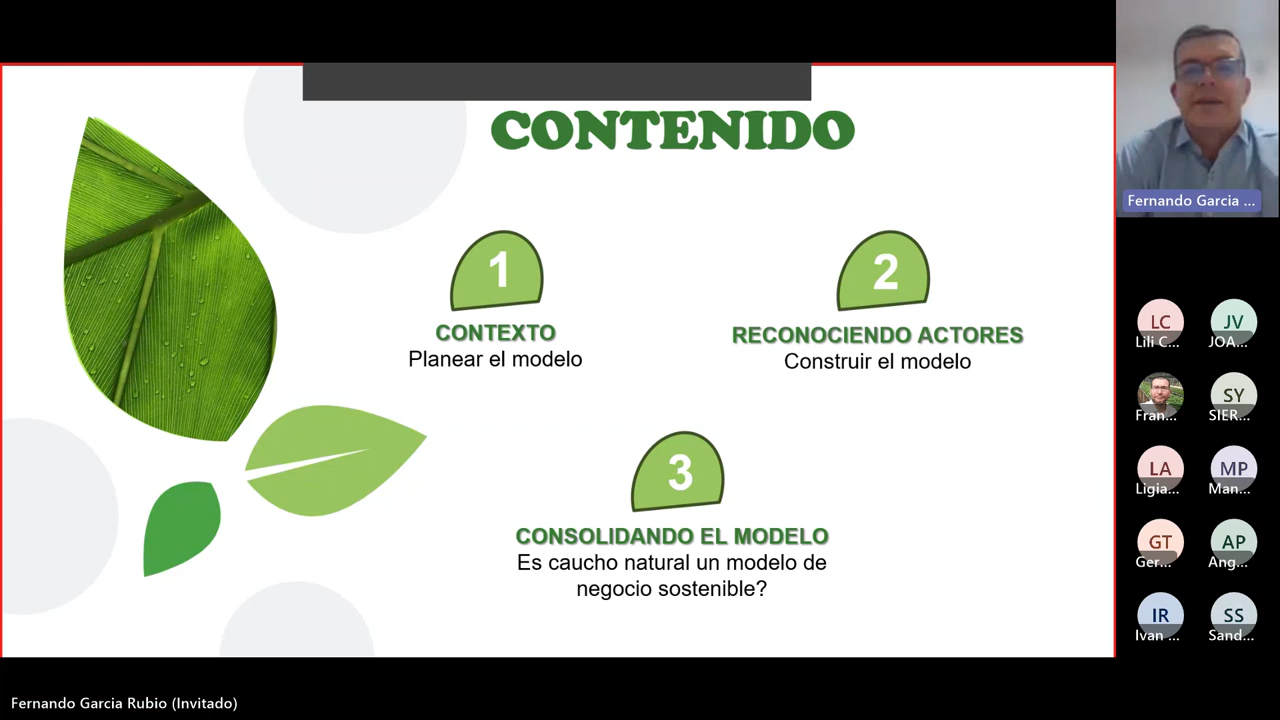 CONTENIDO
1
CONTEXTO
Planear el modelo
2
RECONOCIENDO ACTORES
Construir el modelo
3
CONSOLIDANDO EL MODELO
Es caucho natural un modelo de
negocio sostenible?
Fernando Garcia ...
LC
Lili C...
JV
JOA...
Fran...
SY
SIER...
LA
Ligia...
MP
Man...
GT
Ger...
AP
Ang...
IR
Ivan ...
SS
Sand...
Fernando Garcia Rubio (Invitado)